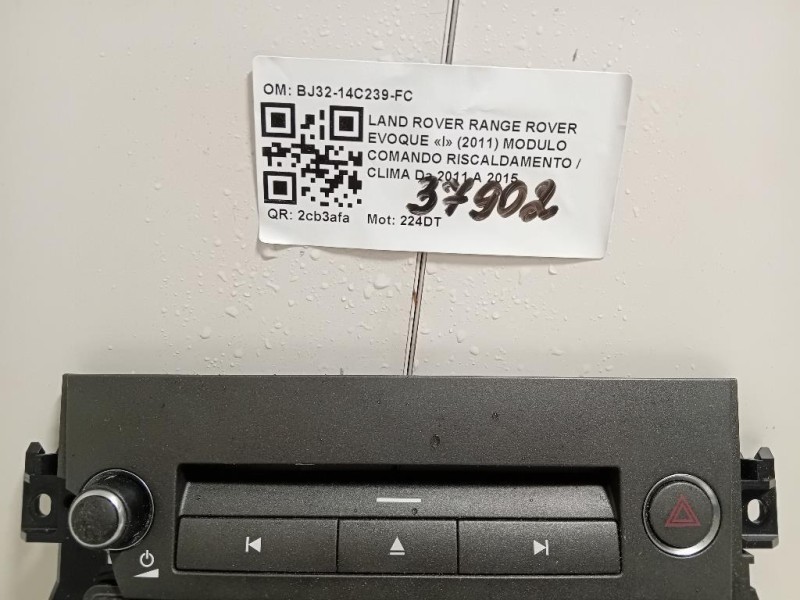 OM: BJ32-14C239-FC
LAND ROVER RANGE ROVER
EVOQUE «I» (2011) MODULO
COMANDO RISCALDAMENTO /
CLIMA Da 2011 A 2015
37902
QR: 2cb3afa Mot: 224DT